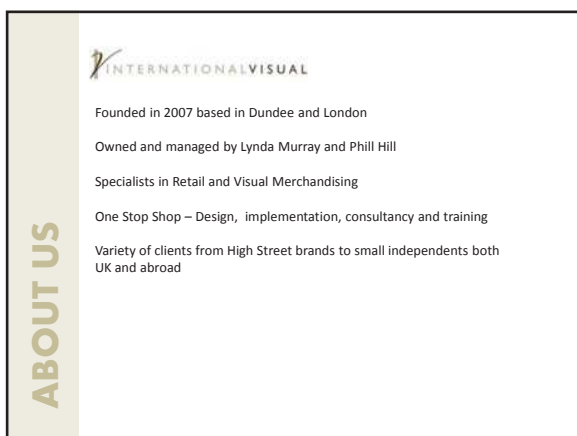 INTERNATIONALVISUAL
Founded in 2007 based in Dundee and London
Owned and managed by Lynda Murray and Phill Hill
Specialists in Retail and Visual Merchandising
One Stop Shop – Design, implementation, consultancy and training
Variety of clients from High Street brands to small independents both
UK and abroad
ABOUT US